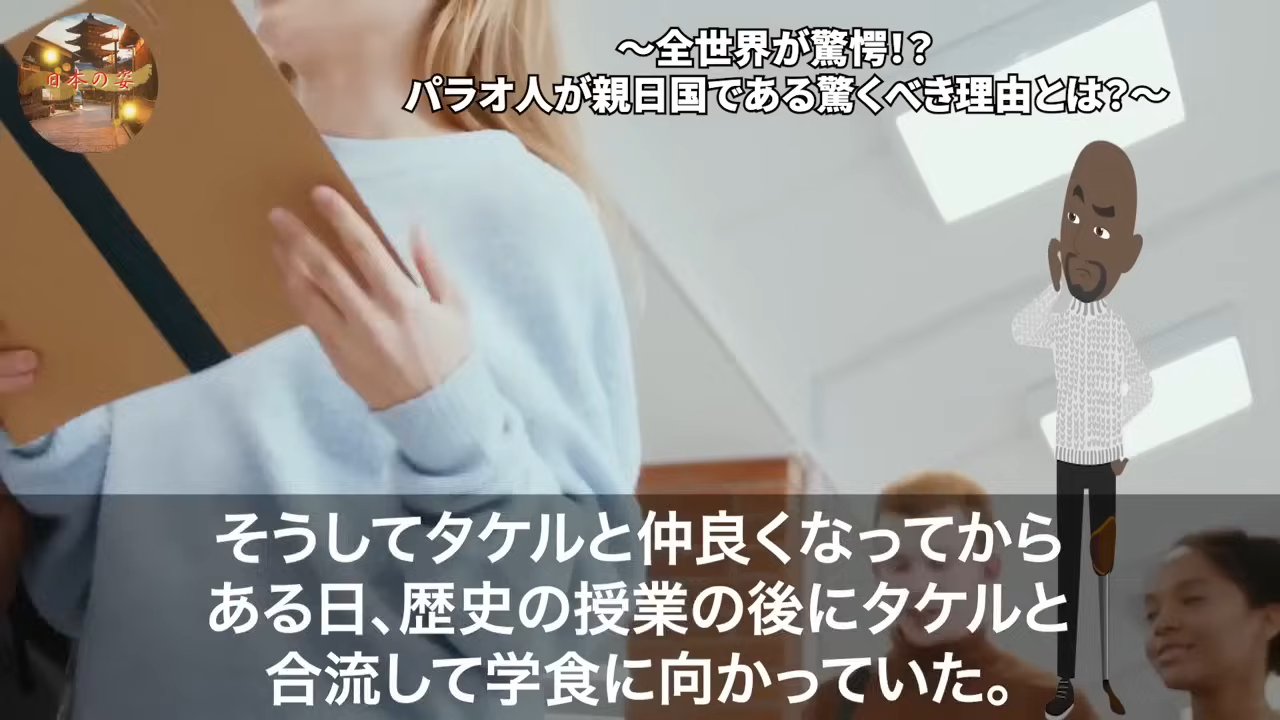 日本の姿
～全世界が驚愕!?
パラオ人が親日国である驚くべき理由とは?～
そうしてタケルと仲良くなってから
ある日、歴史の授業の後にタケルと
合流して学食に向かっていた。